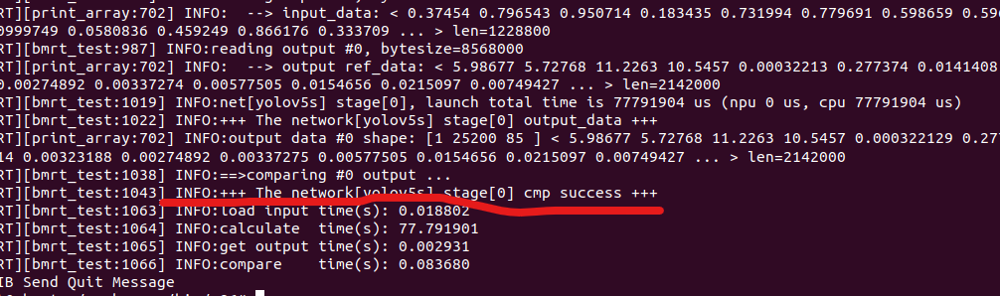 RT][print_array:702] INFO:  --> input_data: < 0.37454 0.796543 0.950714 0.183435 0.731994 0.779691 0.598659
0999749 0.0580836 0.459249 0.866176 0.333709 ... > len=1228800
RT][bmrt_test:987] INFO:reading output #0, bytesize=8568000
RT][print_array:702] INFO:  --> output ref_data: < 5.98677 5.72768 11.2263 10.5457 0.00032213 0.277374 0.0141408
0.00274892 0.00337274 0.00577505 0.0154656 0.0215097 0.00749427 ... > len=2142000
RT][bmrt_test:1019] INFO:net[yolov5s] stage[0], launch total time is 77791904 us (npu 0 us, cpu 77791904 us)
RT][bmrt_test:1022] INFO:+++ The network[yolov5s] stage[0] output_data +++
RT][print_array:702] INFO:output data #0 shape: [1 25200 85 ] < 5.98677 5.72768 11.2263 10.5457 0.000322129
14 0.00323188 0.00274892 0.00337275 0.00577505 0.0154656 0.0215097 0.00749427 ... > len=2142000
RT][bmrt_test:1038] INFO:==>comparing #0 output ...
RT][bmrt_test:1043] INFO:+++ The network[yolov5s] stage[0] cmp success +++
RT][bmrt_test:1063] INFO:load input time(s): 0.018802
RT][bmrt_test:1064] INFO:calculate  time(s): 77.791901
RT][bmrt_test:1065] INFO:get output time(s): 0.002931
RT][bmrt_test:1066] INFO:compare    time(s): 0.083680
IB Send Quit Message